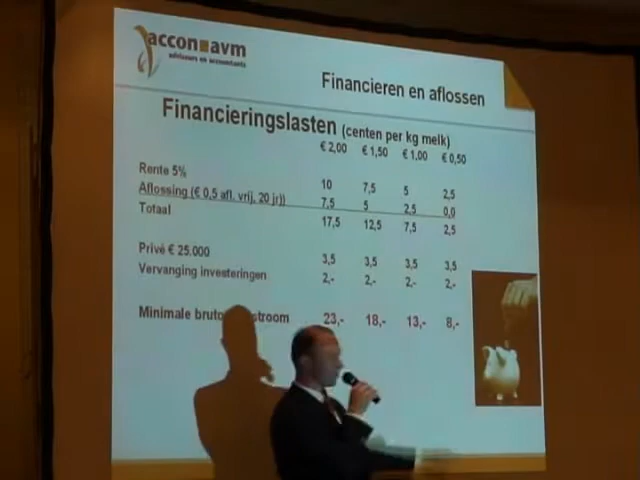 accon■avm
adviseurs en accountants
Financieren en aflossen
Financieringslasten (centen per kg melk)
€ 2,00 € 1,50 € 1,00 € 0,50
Rente 5% 10 7,5 5 2,5
Aflossing (€ 0,5 afl. vrij, 20 jr)) 7,5 5 2,5 0,0
Totaal 17,5 12,5 7,5 2,5
Privé € 25.000 3,5 3,5 3,5 3,5
Vervanging investeringen 2,- 2,- 2,- 2,-
Minimale bruto stroom 23,- 18,- 13,- 8,-